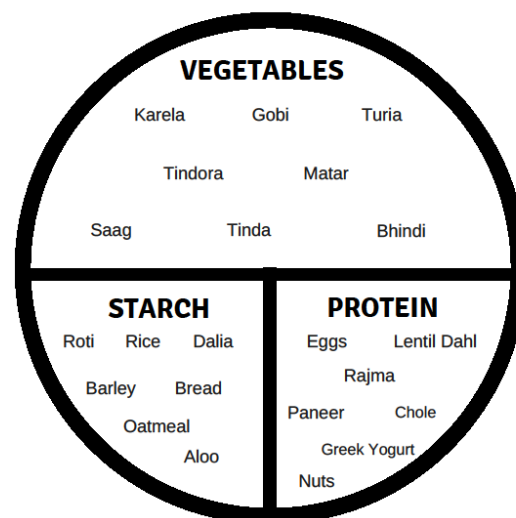 VEGETABLES
Karela Gobi Turia
Tindora Matar
Saag Tinda Bhindi
STARCH
Roti Rice Dalia
Barley Bread
Oatmeal
Aloo
PROTEIN
Eggs Lentil Dahl
Rajma
Paneer Chole
Greek Yogurt
Nuts